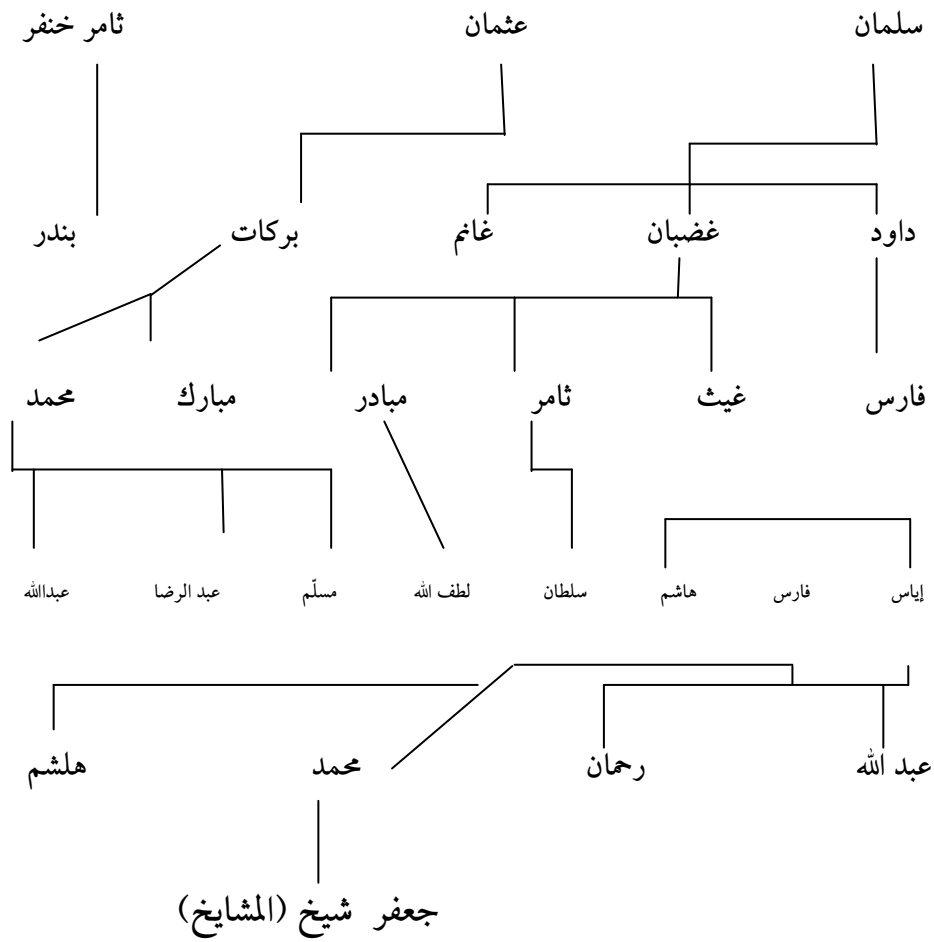 سلمان عثمان ثامر خنفر
داود غضبان غانم بركات بندر
فارس غيث ثامر مبادر مبارك محمد
إياس فارس هاشم سلطان لطف الله مسلّم عبد الرضا عبدالله
عبد الله رحمان محمد هلشم
جعفر شيخ (المشايخ)